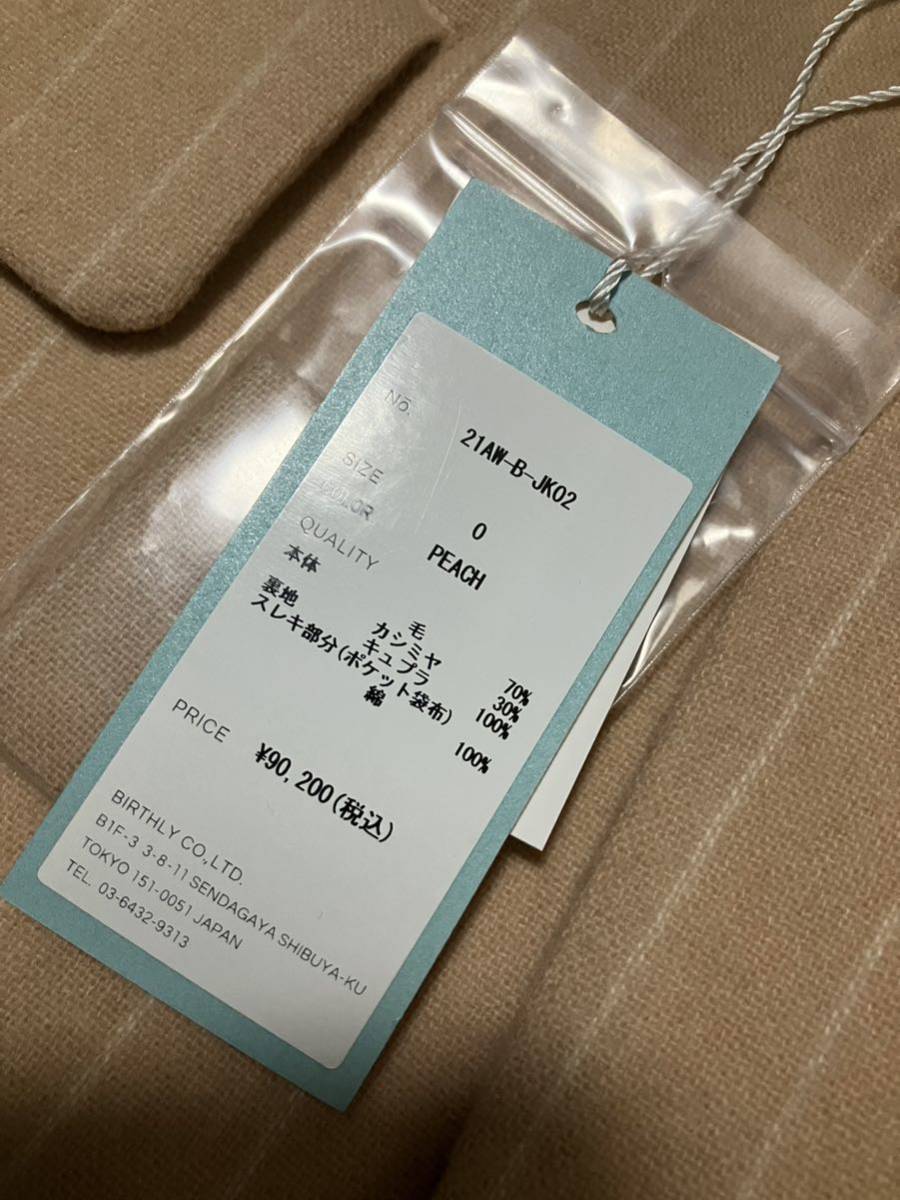 No. 21AW-B-JK02
SIZE 0
COLOR PEACH
QUALITY
本体 毛 70%
カシミヤ 30%
裏地 キュプラ 100%
スレキ部分(ポケット袋布)
綿 100%
PRICE ¥90,200(税込)
BIRTHLY CO.,LTD.
B1F-3 3-8-11 SENDAGAYA SHIBUYA-KU
TOKYO 151-0051 JAPAN
TEL. 03-6432-9313